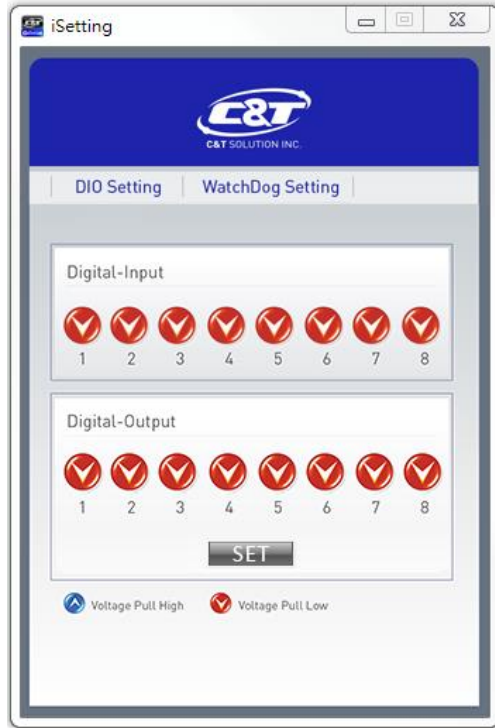 iSetting
C&T
C&T SOLUTION INC.
DIO Setting WatchDog Setting
Digital-Input
1 2 3 4 5 6 7 8
Digital-Output
1 2 3 4 5 6 7 8
SET
Voltage Pull High Voltage Pull Low